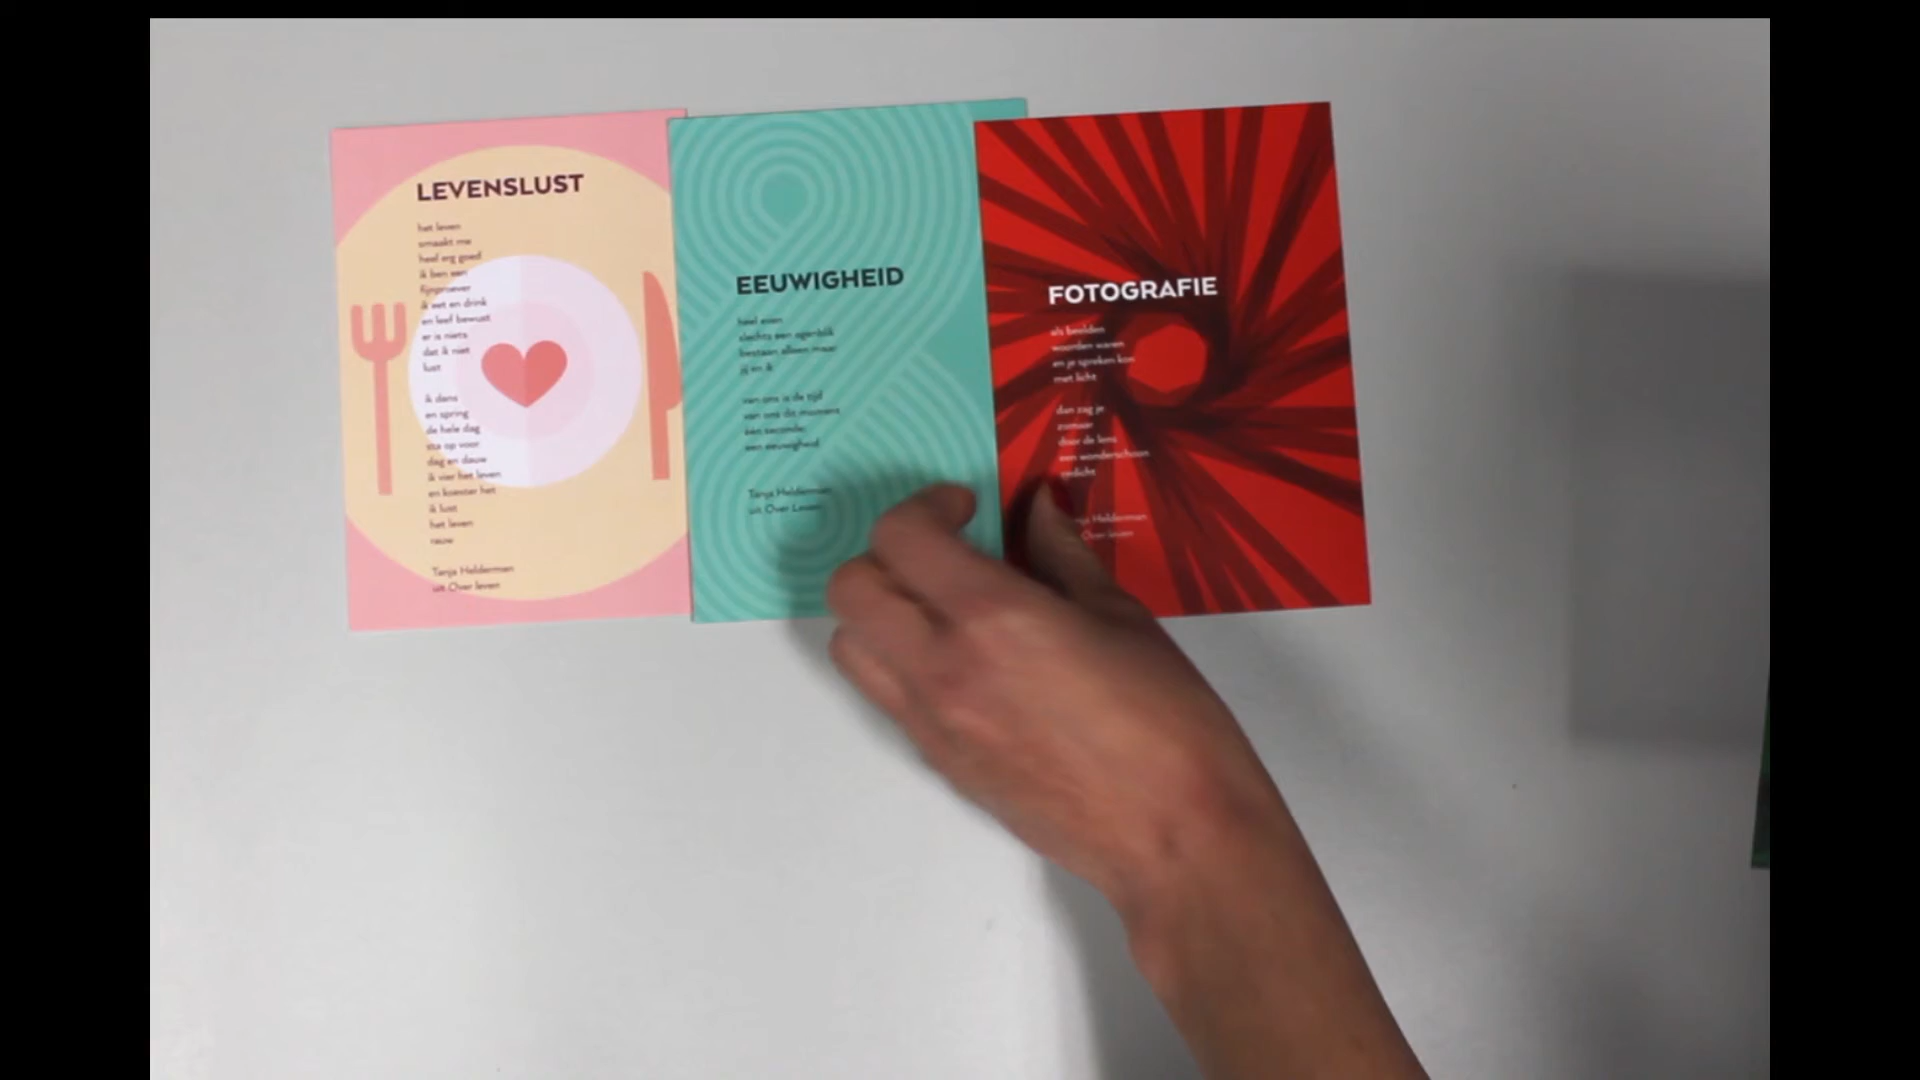 LEVENSLUST
het leven
smaakt me
heel erg goed
ik ben een
fijnproever
ik eet en drink
en leef bewust
er is niets
dat ik niet
lust
ik dans
en spring
de hele dag
sta op voor
dag en dauw
ik vier het leven
en koester het
ik lust
het leven
rauw
Tanja Helderman
uit Over leven
EEUWIGHEID
heel even
slechts een ogenblik
bestaan alleen maar
jij en ik
van ons is de tijd
van ons dit moment
één seconde:
een eeuwigheid
Tanja Helderman
uit Over Leven
FOTOGRAFIE
als beelden
woorden waren
en je spreken kon
met licht
dan zag je
zomaar
door de lens
een wonderschoon
gedicht
Helderman
Over leven